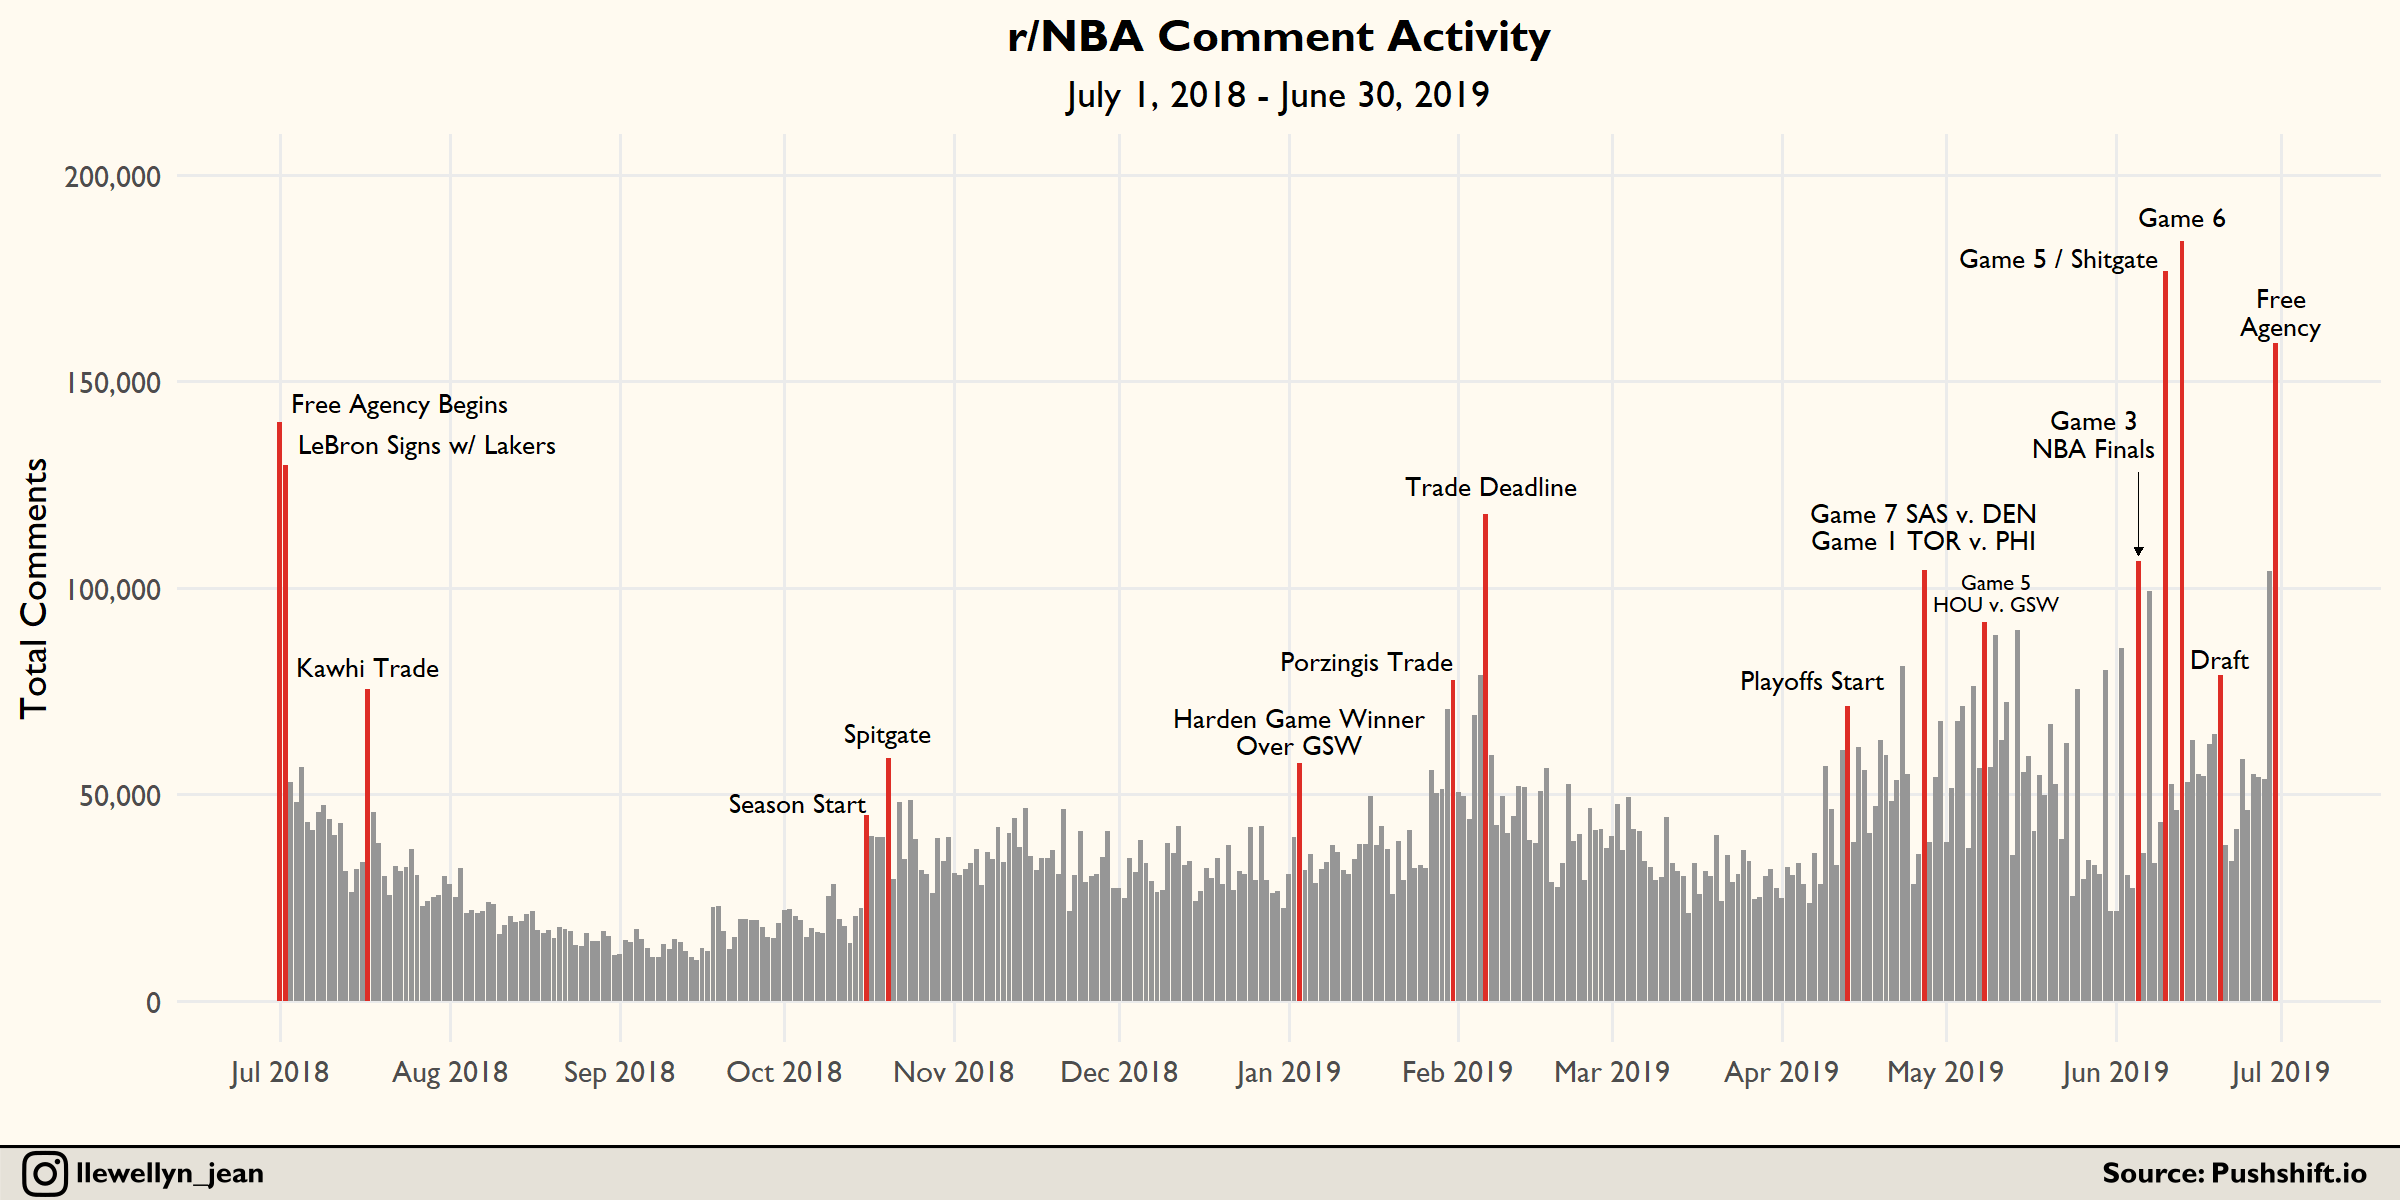 r/NBA Comment Activity
July 1, 2018 - June 30, 2019
Total Comments
200,000
150,000
100,000
50,000
0
Free Agency Begins
LeBron Signs w/ Lakers
Kawhi Trade
Season Start
Spitgate
Harden Game Winner
Over GSW
Porzingis Trade
Trade Deadline
Playoffs Start
Game 7 SAS v. DEN
Game 1 TOR v. PHI
Game 5
HOU v. GSW
Game 3
NBA Finals
Game 5 / Shitgate
Game 6
Draft
Free
Agency
Jul 2018
Aug 2018
Sep 2018
Oct 2018
Nov 2018
Dec 2018
Jan 2019
Feb 2019
Mar 2019
Apr 2019
May 2019
Jun 2019
Jul 2019
llewellyn_jean
Source: Pushshift.io